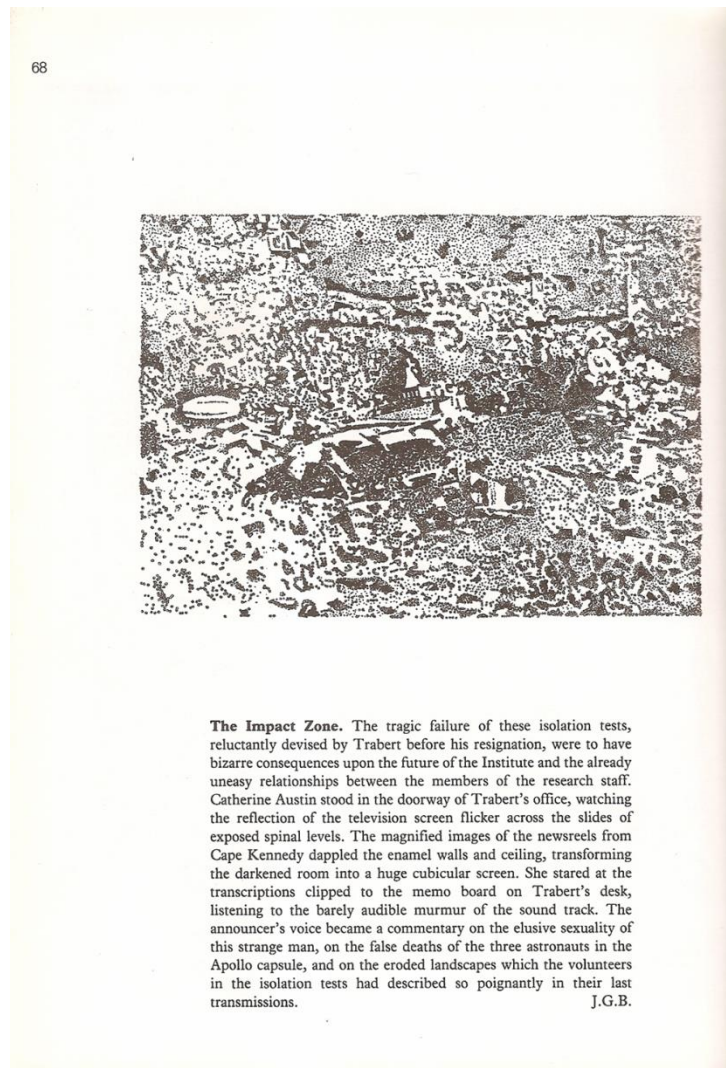 68
The Impact Zone. The tragic failure of these isolation tests,
reluctantly devised by Trabert before his resignation, were to have
bizarre consequences upon the future of the Institute and the already
uneasy relationships between the members of the research staff.
Catherine Austin stood in the doorway of Trabert’s office, watching
the reflection of the television screen flicker across the slides of
exposed spinal levels. The magnified images of the newsreels from
Cape Kennedy dappled the enamel walls and ceiling, transforming
the darkened room into a huge cubicular screen. She stared at the
transcriptions clipped to the memo board on Trabert’s desk,
listening to the barely audible murmur of the sound track. The
announcer’s voice became a commentary on the elusive sexuality of
this strange man, on the false deaths of the three astronauts in the
Apollo capsule, and on the eroded landscapes which the volunteers
in the isolation tests had described so poignantly in their last
transmissions. J.G.B.